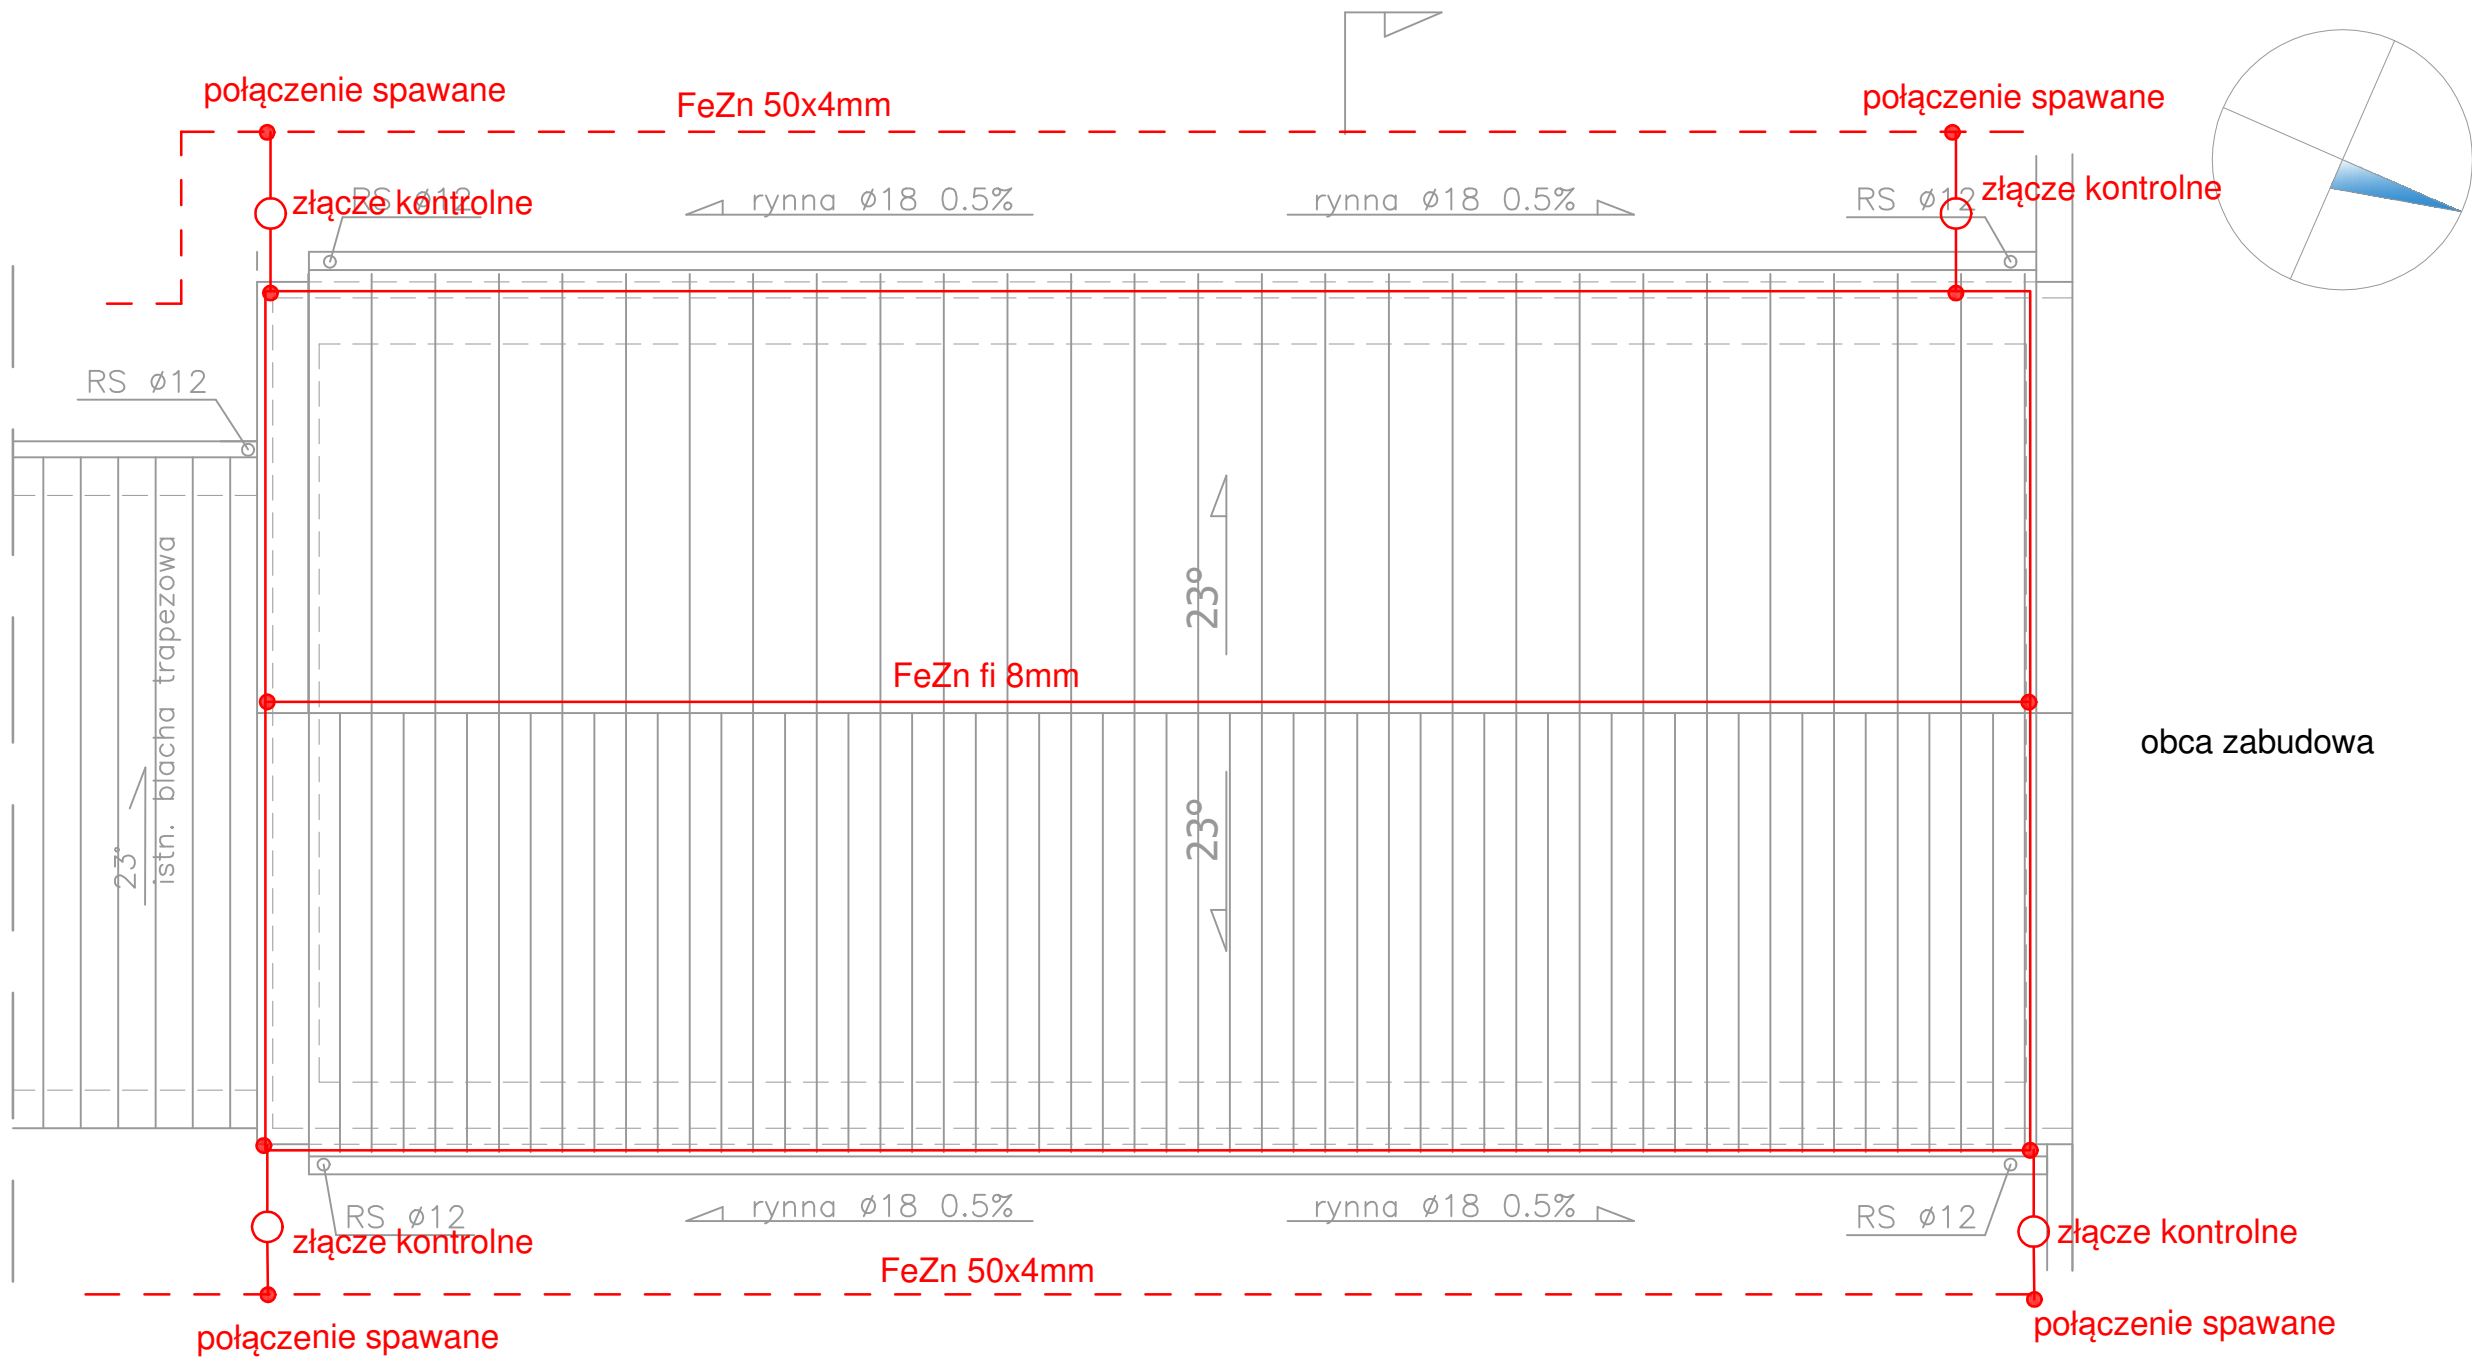 połączenie spawane
FeZn 50x4mm
połączenie spawane
RS ø12
złącze kontrolne
rynna ø18 0.5%
rynna ø18 0.5%
RS ø12
złącze kontrolne
RS ø12
23°
FeZn fi 8mm
istn. blacha trapezowa
23°
obca zabudowa
23°
RS ø12
złącze kontrolne
rynna ø18 0.5%
rynna ø18 0.5%
RS ø12
złącze kontrolne
FeZn 50x4mm
połączenie spawane
połączenie spawane